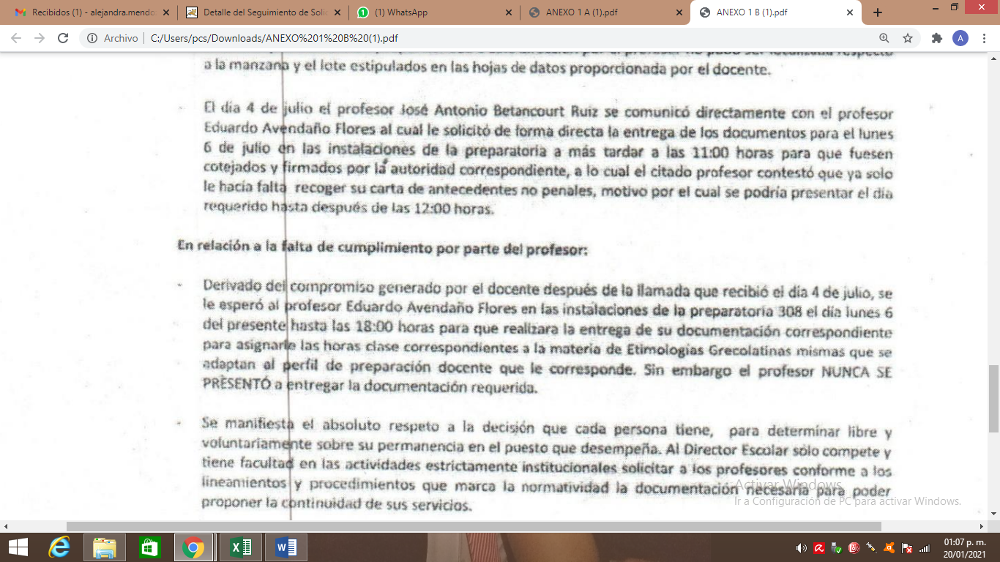 Recibidos (1) - alejandra.mendo
Detalle del Seguimiento de Solic
(1) WhatsApp
ANEXO 1 A (1).pdf
ANEXO 1 B (1).pdf
Archivo
C:/Users/pcs/Downloads/ANEXO%201%20B%20(1).pdf
A
a la manzana y el lote estipulados en las hojas de datos proporcionada por el docente.
- El día 4 de julio el profesor José Antonio Betancourt Ruiz se comunicó directamente con el profesor
Eduardo Avendaño Flores al cual le solicitó de forma directa la entrega de los documentos para el lunes
6 de julio en las instalaciones de la preparatoria a más tardar a las 11:00 horas para que fuesen
cotejados y firmados por la autoridad correspondiente, a lo cual el citado profesor contestó que ya solo
le hacía falta recoger su carta de antecedentes no penales, motivo por el cual se podría presentar el día
requerido hasta después de las 12:00 horas.
En relación a la falta de cumplimiento por parte del profesor:
- Derivado del compromiso generado por el docente después de la llamada que recibió el día 4 de julio, se
le esperó al profesor Eduardo Avendaño Flores en las instalaciones de la preparatoria 308 el día lunes 6
del presente hasta las 18:00 horas para que realizara la entrega de su documentación correspondiente
para asignarle las horas clase correspondientes a la materia de Etimologías Grecolatinas mismas que se
adaptan al perfil de preparación docente que le corresponde. Sin embargo el profesor NUNCA SE
PRESENTÓ a entregar la documentación requerida.
- Se manifiesta el absoluto respeto a la decisión que cada persona tiene, para determinar libre y
voluntariamente sobre su permanencia en el puesto que desempeña. Al Director Escolar sólo compete y
tiene facultad en las actividades estrictamente institucionales solicitar a los profesores conforme a los
lineamientos y procedimientos que marca la normatividad la documentación necesaria para poder
proponer la continuidad de sus servicios.
Activar Windows
Ir a Configuración de PC para activar Windows.
01:07 p. m.
20/01/2021